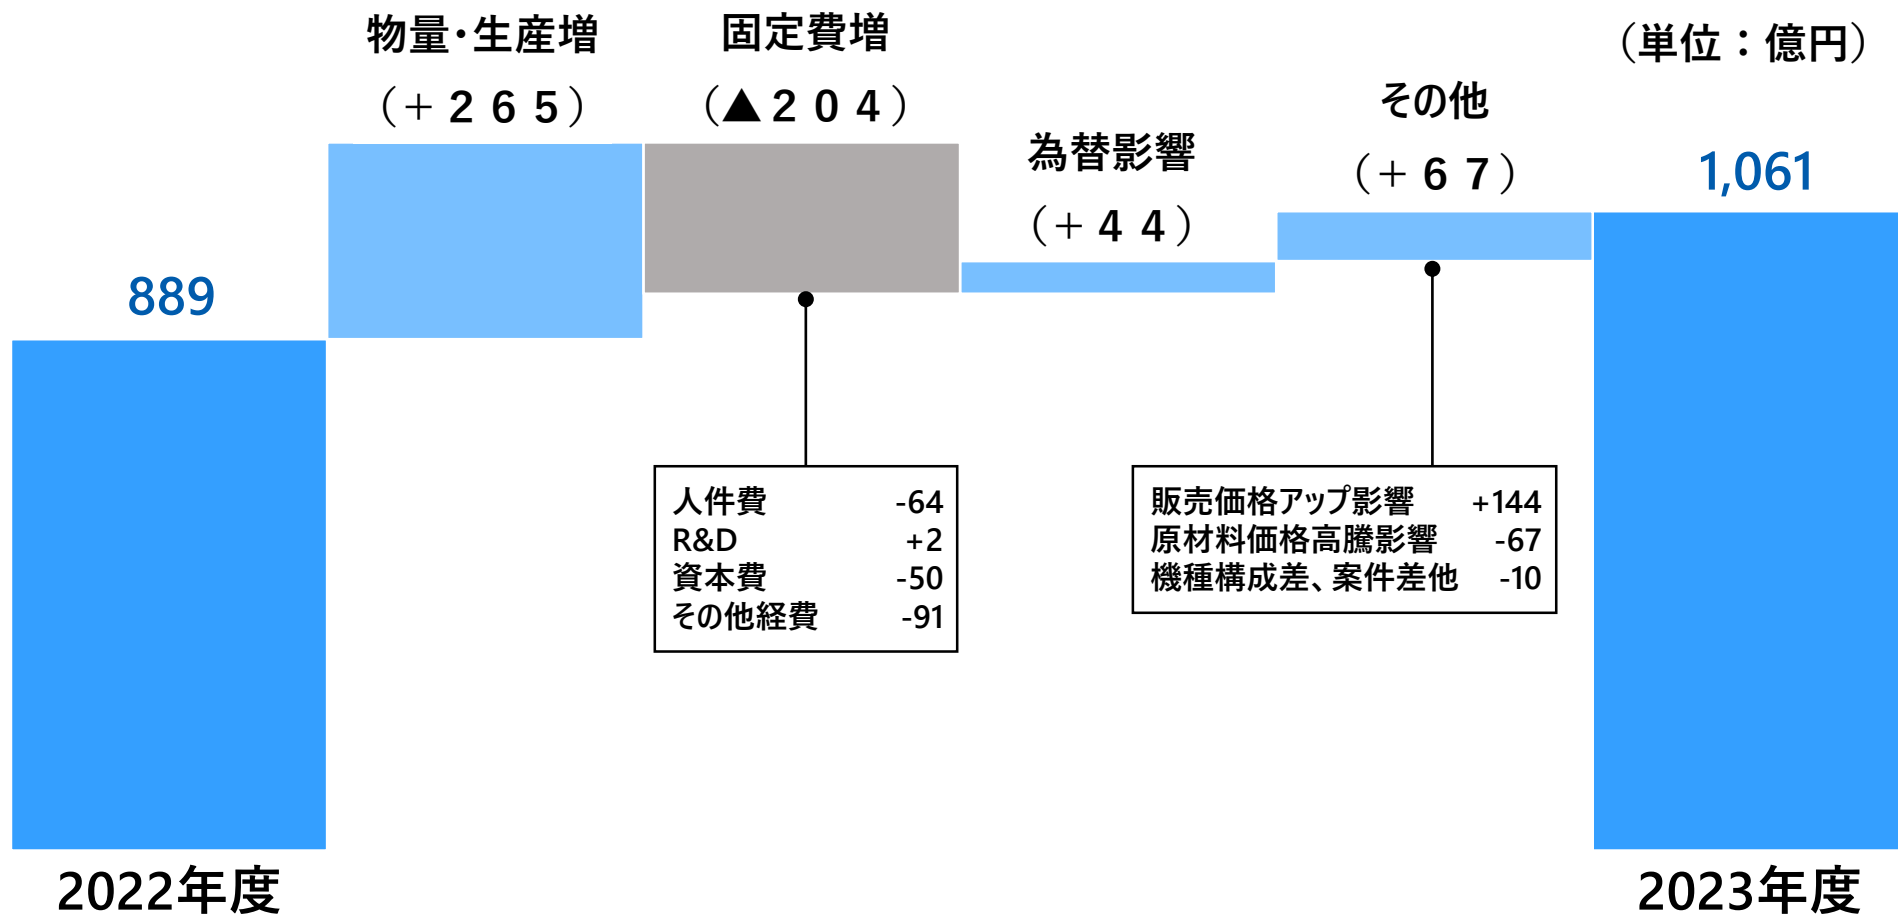 物量・生産増
（＋２６５）
固定費増
（▲２０４）
為替影響
（＋４４）
その他
（＋６７）
（単位：億円）
889
1,061
人件費 -64
R&D +2
資本費 -50
その他経費 -91
販売価格アップ影響 +144
原材料価格高騰影響 -67
機種構成差、案件差他 -10
2022年度
2023年度